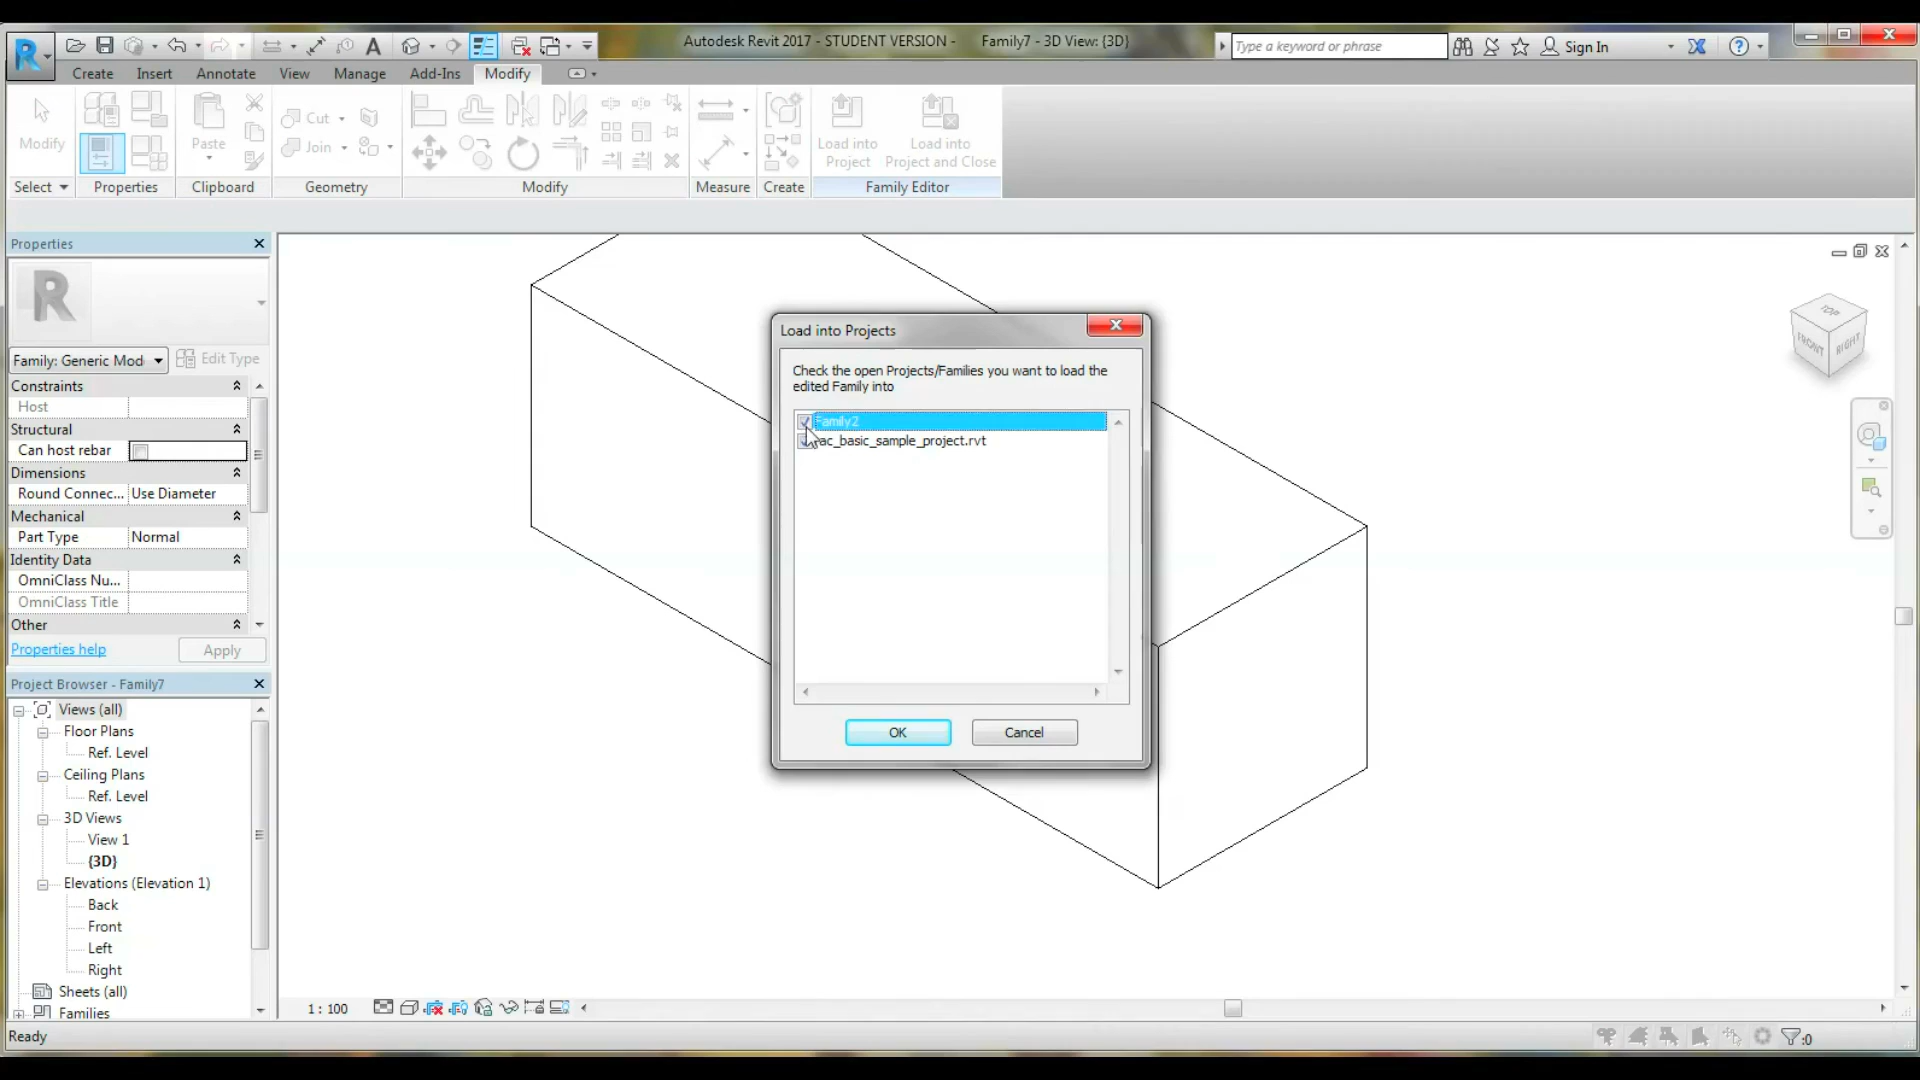 Autodesk Revit 2017 - STUDENT VERSION - Family7 - 3D View: {3D}
Type a keyword or phrase
Sign In
Create Insert Annotate View Manage Add-Ins Modify
Modify
Paste
Cut
Join
Load into Project
Load into Project and Close
Select Properties Clipboard Geometry Modify Measure Create Family Editor
Properties
Family: Generic Mod
Edit Type
Constraints
Host
Structural
Can host rebar
Dimensions
Round Connec... Use Diameter
Mechanical
Part Type Normal
Identity Data
OmniClass Nu...
OmniClass Title
Other
Properties help
Apply
Project Browser - Family7
Views (all)
Floor Plans
Ref. Level
Ceiling Plans
Ref. Level
3D Views
View 1
{3D}
Elevations (Elevation 1)
Back
Front
Left
Right
Sheets (all)
Families
Load into Projects
Check the open Projects/Families you want to load the
edited Family into
Family2
ac_basic_sample_project.rvt
OK
Cancel
TOP
FRONT
RIGHT
1 : 100
Ready
:0